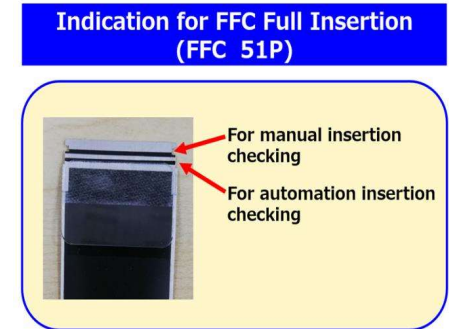 Indication for FFC Full Insertion
(FFC 51P)
For manual insertion
checking
For automation insertion
checking